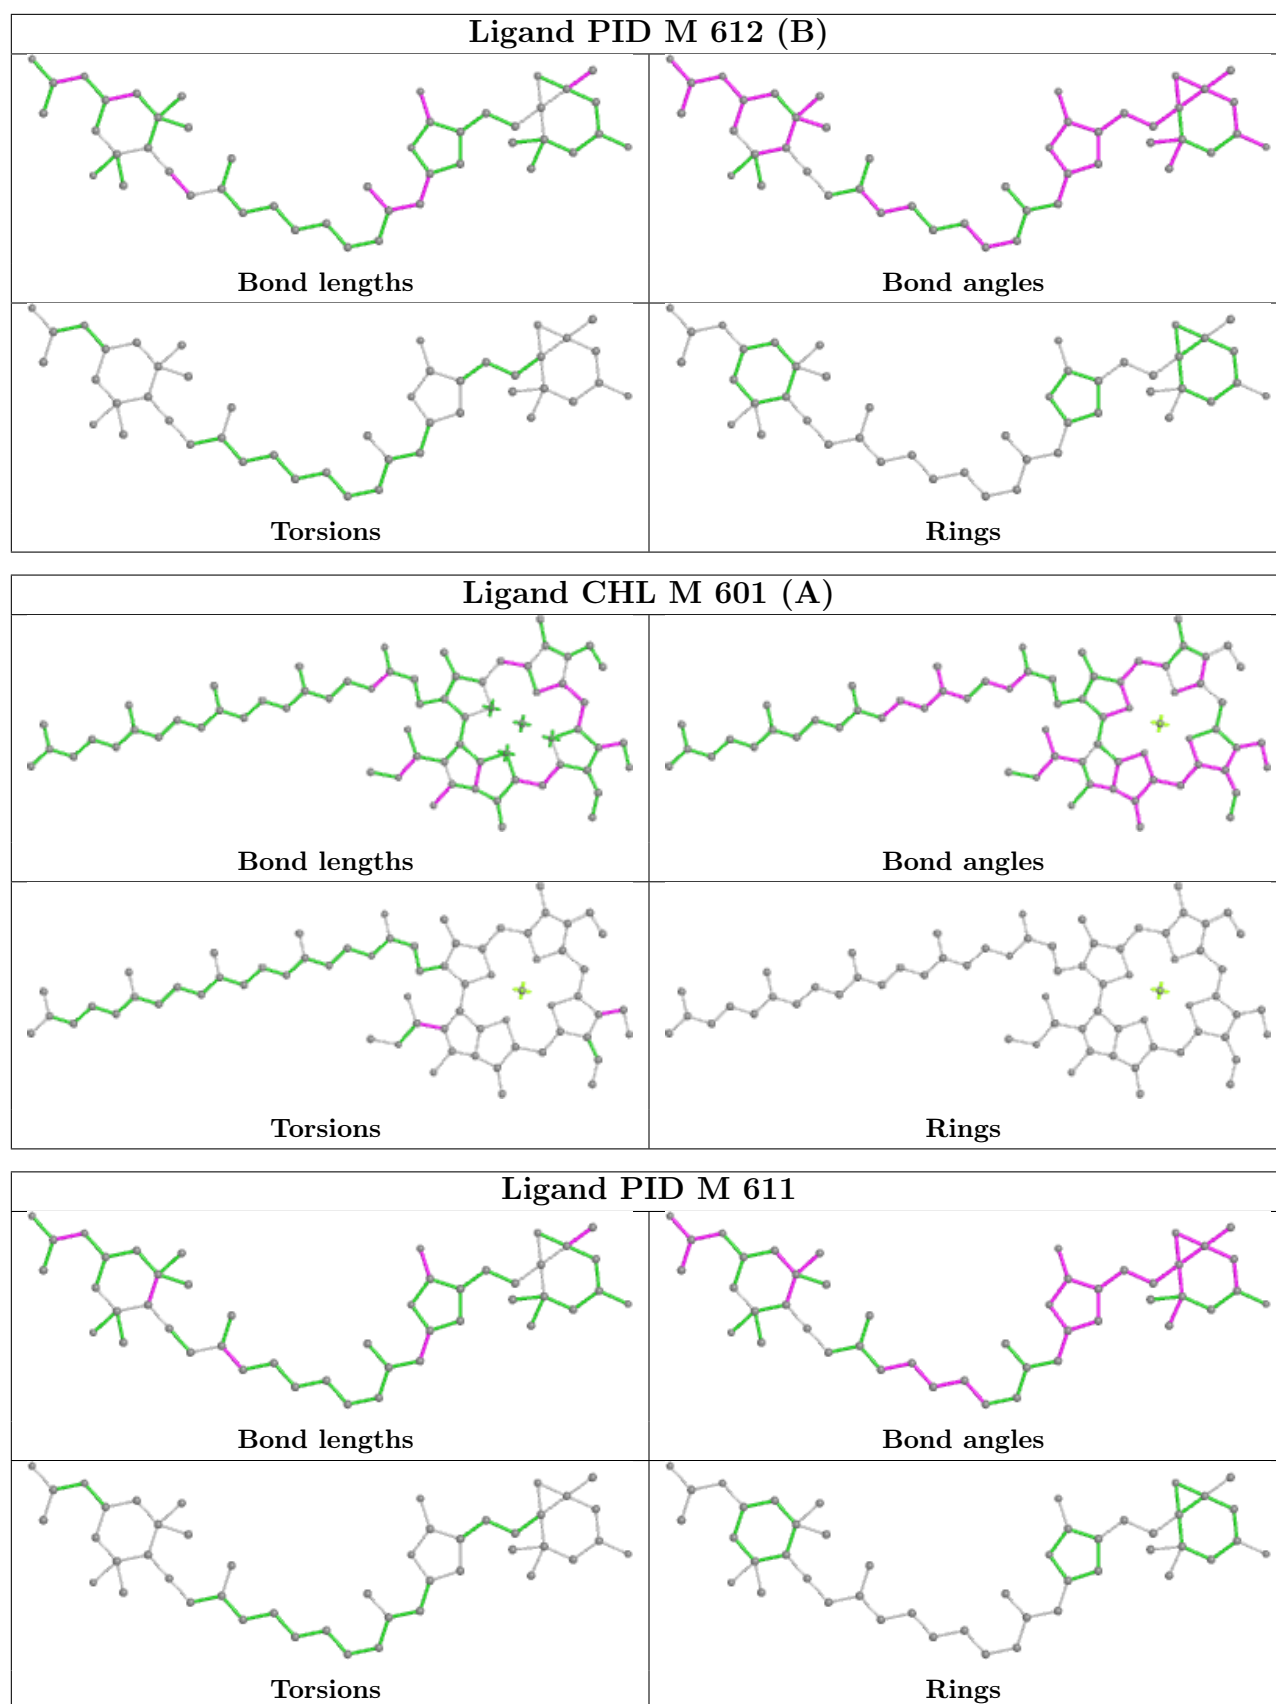 Ligand PID M 612 (B)
Bond lengths
Bond angles
Torsions
Rings
Ligand CHL M 601 (A)
Bond lengths
Bond angles
Torsions
Rings
Ligand PID M 611
Bond lengths
Bond angles
Torsions
Rings